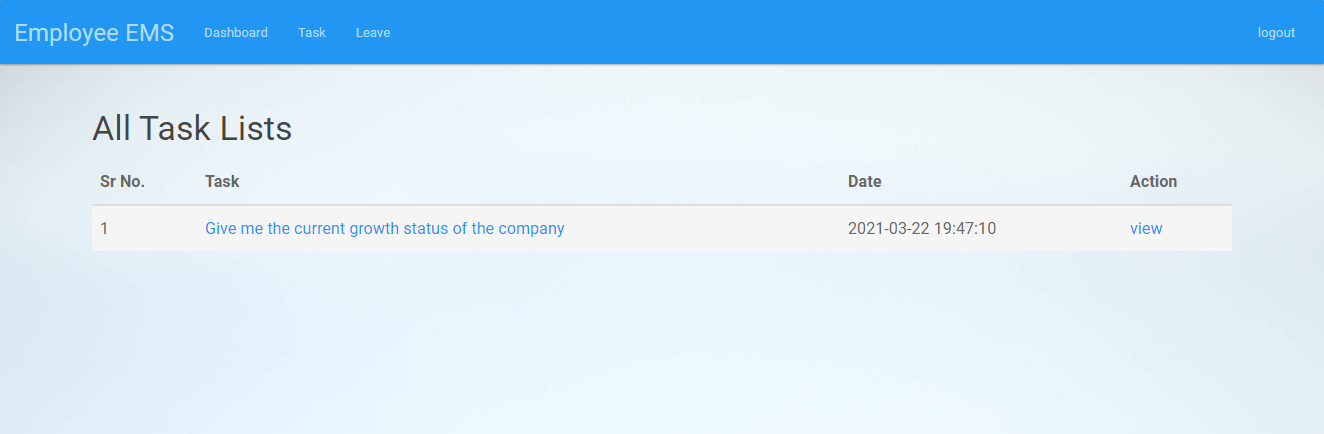 Employee EMS Dashboard Task Leave logout
All Task Lists
Sr No. Task Date Action
1 Give me the current growth status of the company 2021-03-22 19:47:10 view